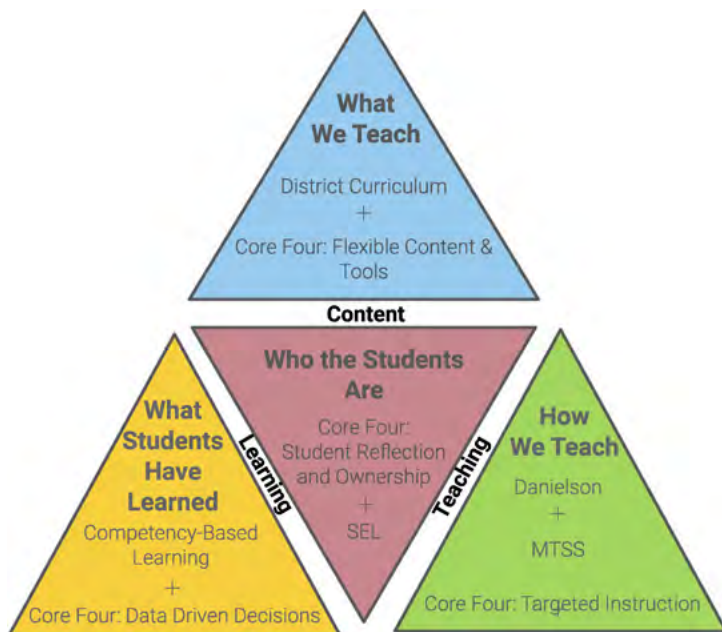 What
We Teach
District Curriculum
+
Core Four: Flexible Content &
Tools
Content
Who the Students
Are
Core Four:
Student Reflection
and Ownership
+
SEL
Learning
Teaching
What
Students
Have
Learned
Competency-Based
Learning
+
Core Four: Data Driven Decisions
How
We Teach
Danielson
+
MTSS
Core Four: Targeted Instruction